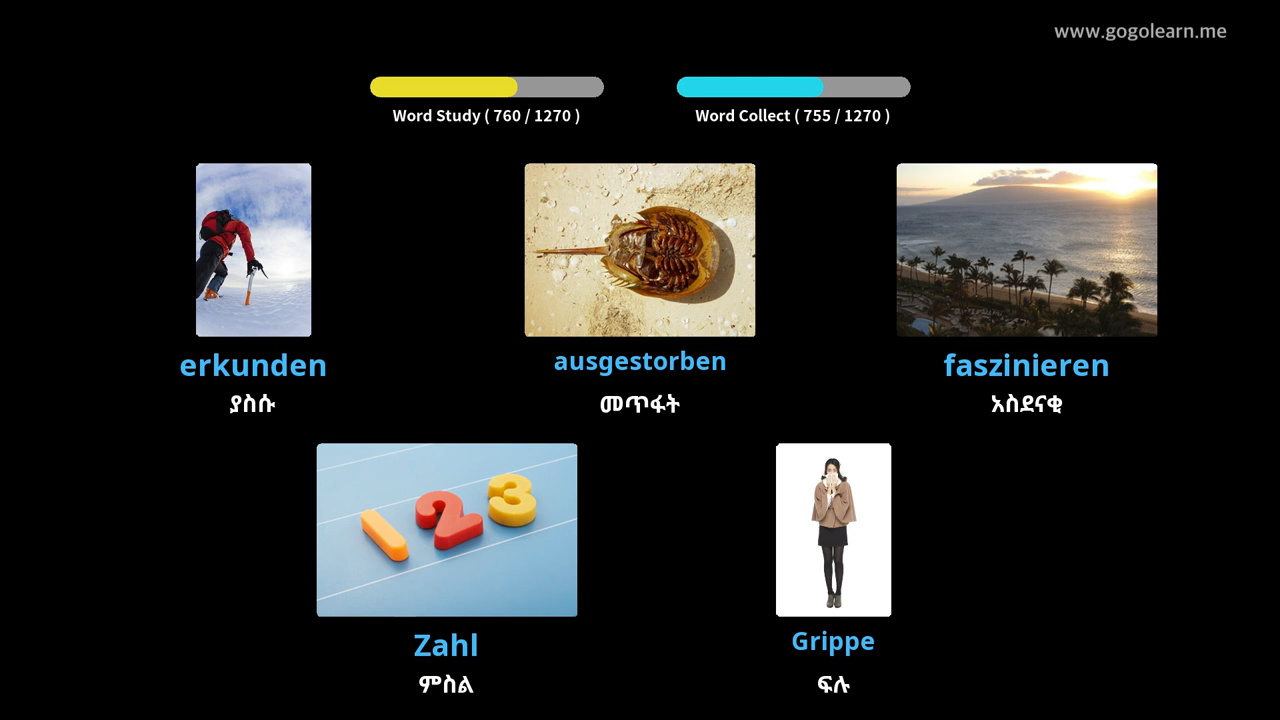 www.gogolearn.me
Word Study ( 760 / 1270 )
Word Collect ( 755 / 1270 )
erkunden
ያስሱ
ausgestorben
መጥፋት
faszinieren
አስደናቂ
Zahl
ምስል
Grippe
ፍሉ